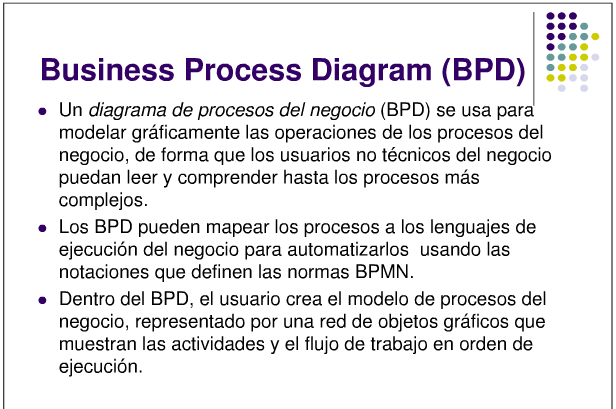 Business Process Diagram (BPD)
Un diagrama de procesos del negocio (BPD) se usa para
modelar gráficamente las operaciones de los procesos del
negocio, de forma que los usuarios no técnicos del negocio
puedan leer y comprender hasta los procesos más
complejos.
Los BPD pueden mapear los procesos a los lenguajes de
ejecución del negocio para automatizarlos usando las
notaciones que definen las normas BPMN.
Dentro del BPD, el usuario crea el modelo de procesos del
negocio, representado por una red de objetos gráficos que
muestran las actividades y el flujo de trabajo en orden de
ejecución.